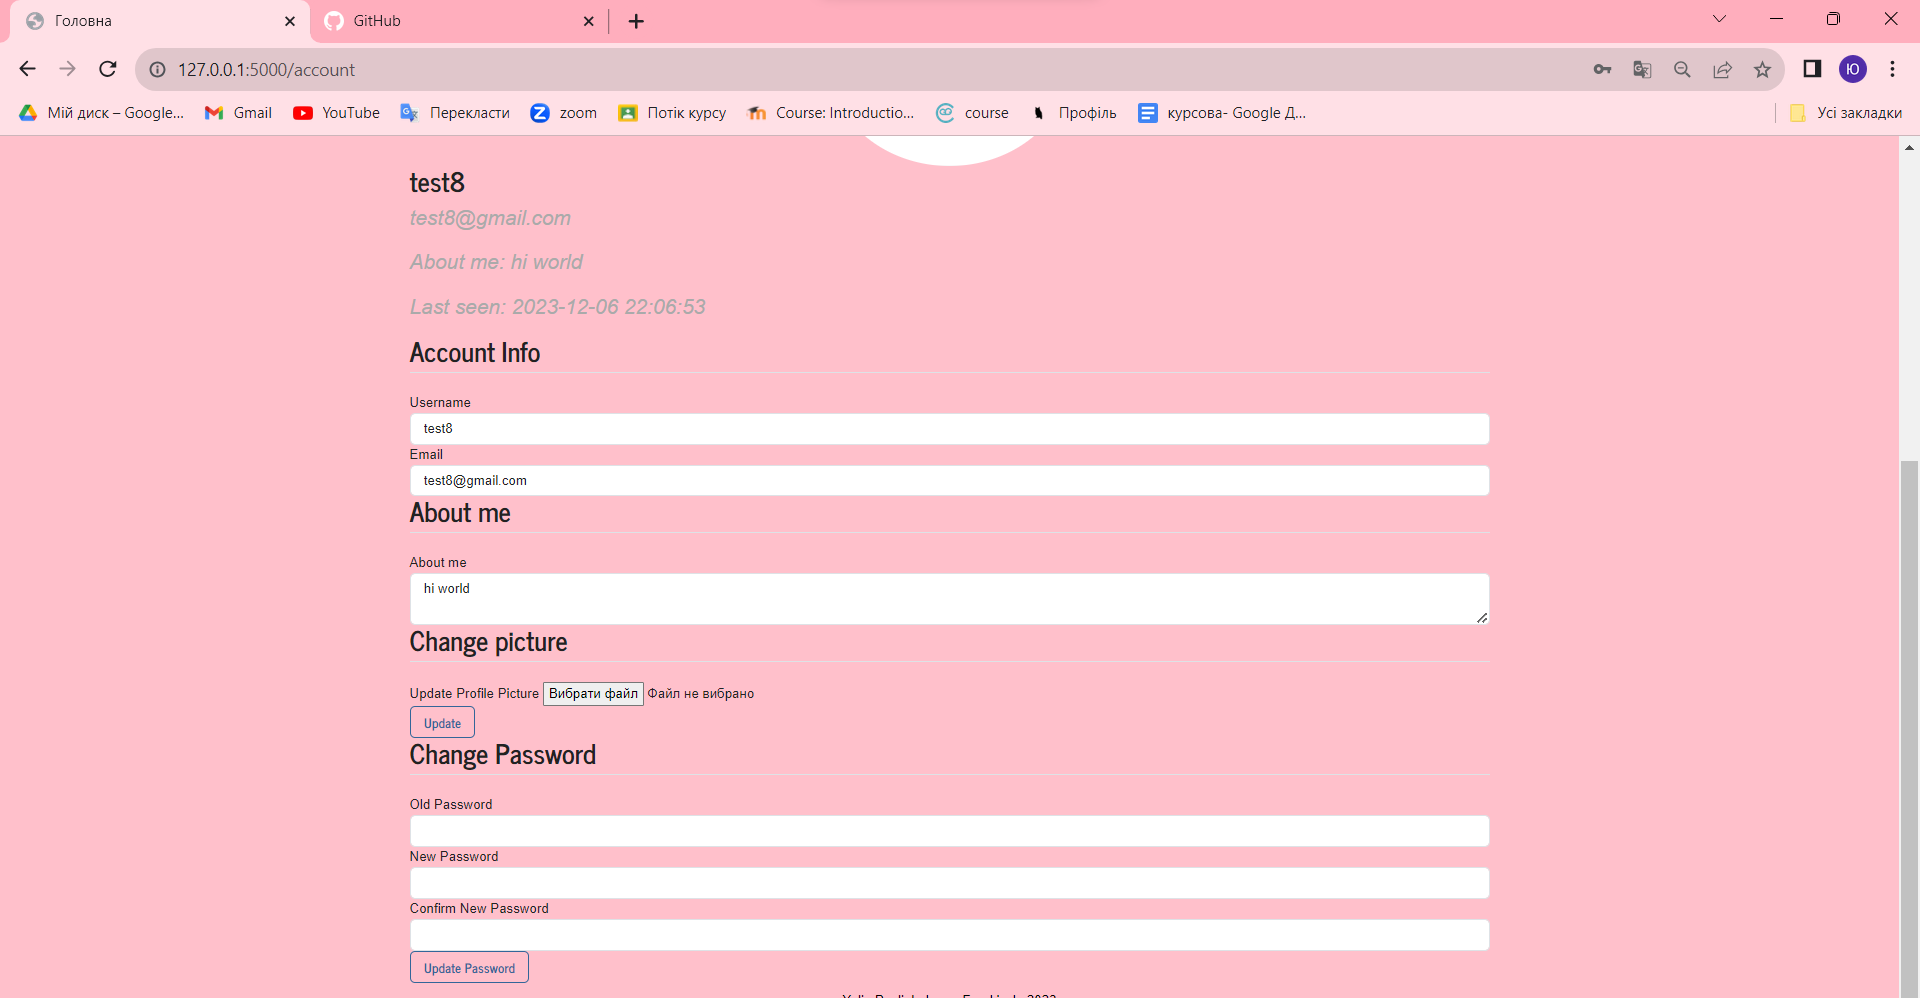 Головна
GitHub
127.0.0.1:5000/account
Мій диск – Google...
Gmail
YouTube
Перекласти
zoom
Потік курсу
Course: Introductio...
course
Профіль
курсова- Google Д...
Усі закладки
Ю
test8
test8@gmail.com
About me: hi world
Last seen: 2023-12-06 22:06:53
Account Info
Username
test8
Email
test8@gmail.com
About me
About me
hi world
Change picture
Update Profile Picture Вибрати файл Файл не вибрано
Update
Change Password
Old Password
New Password
Confirm New Password
Update Password